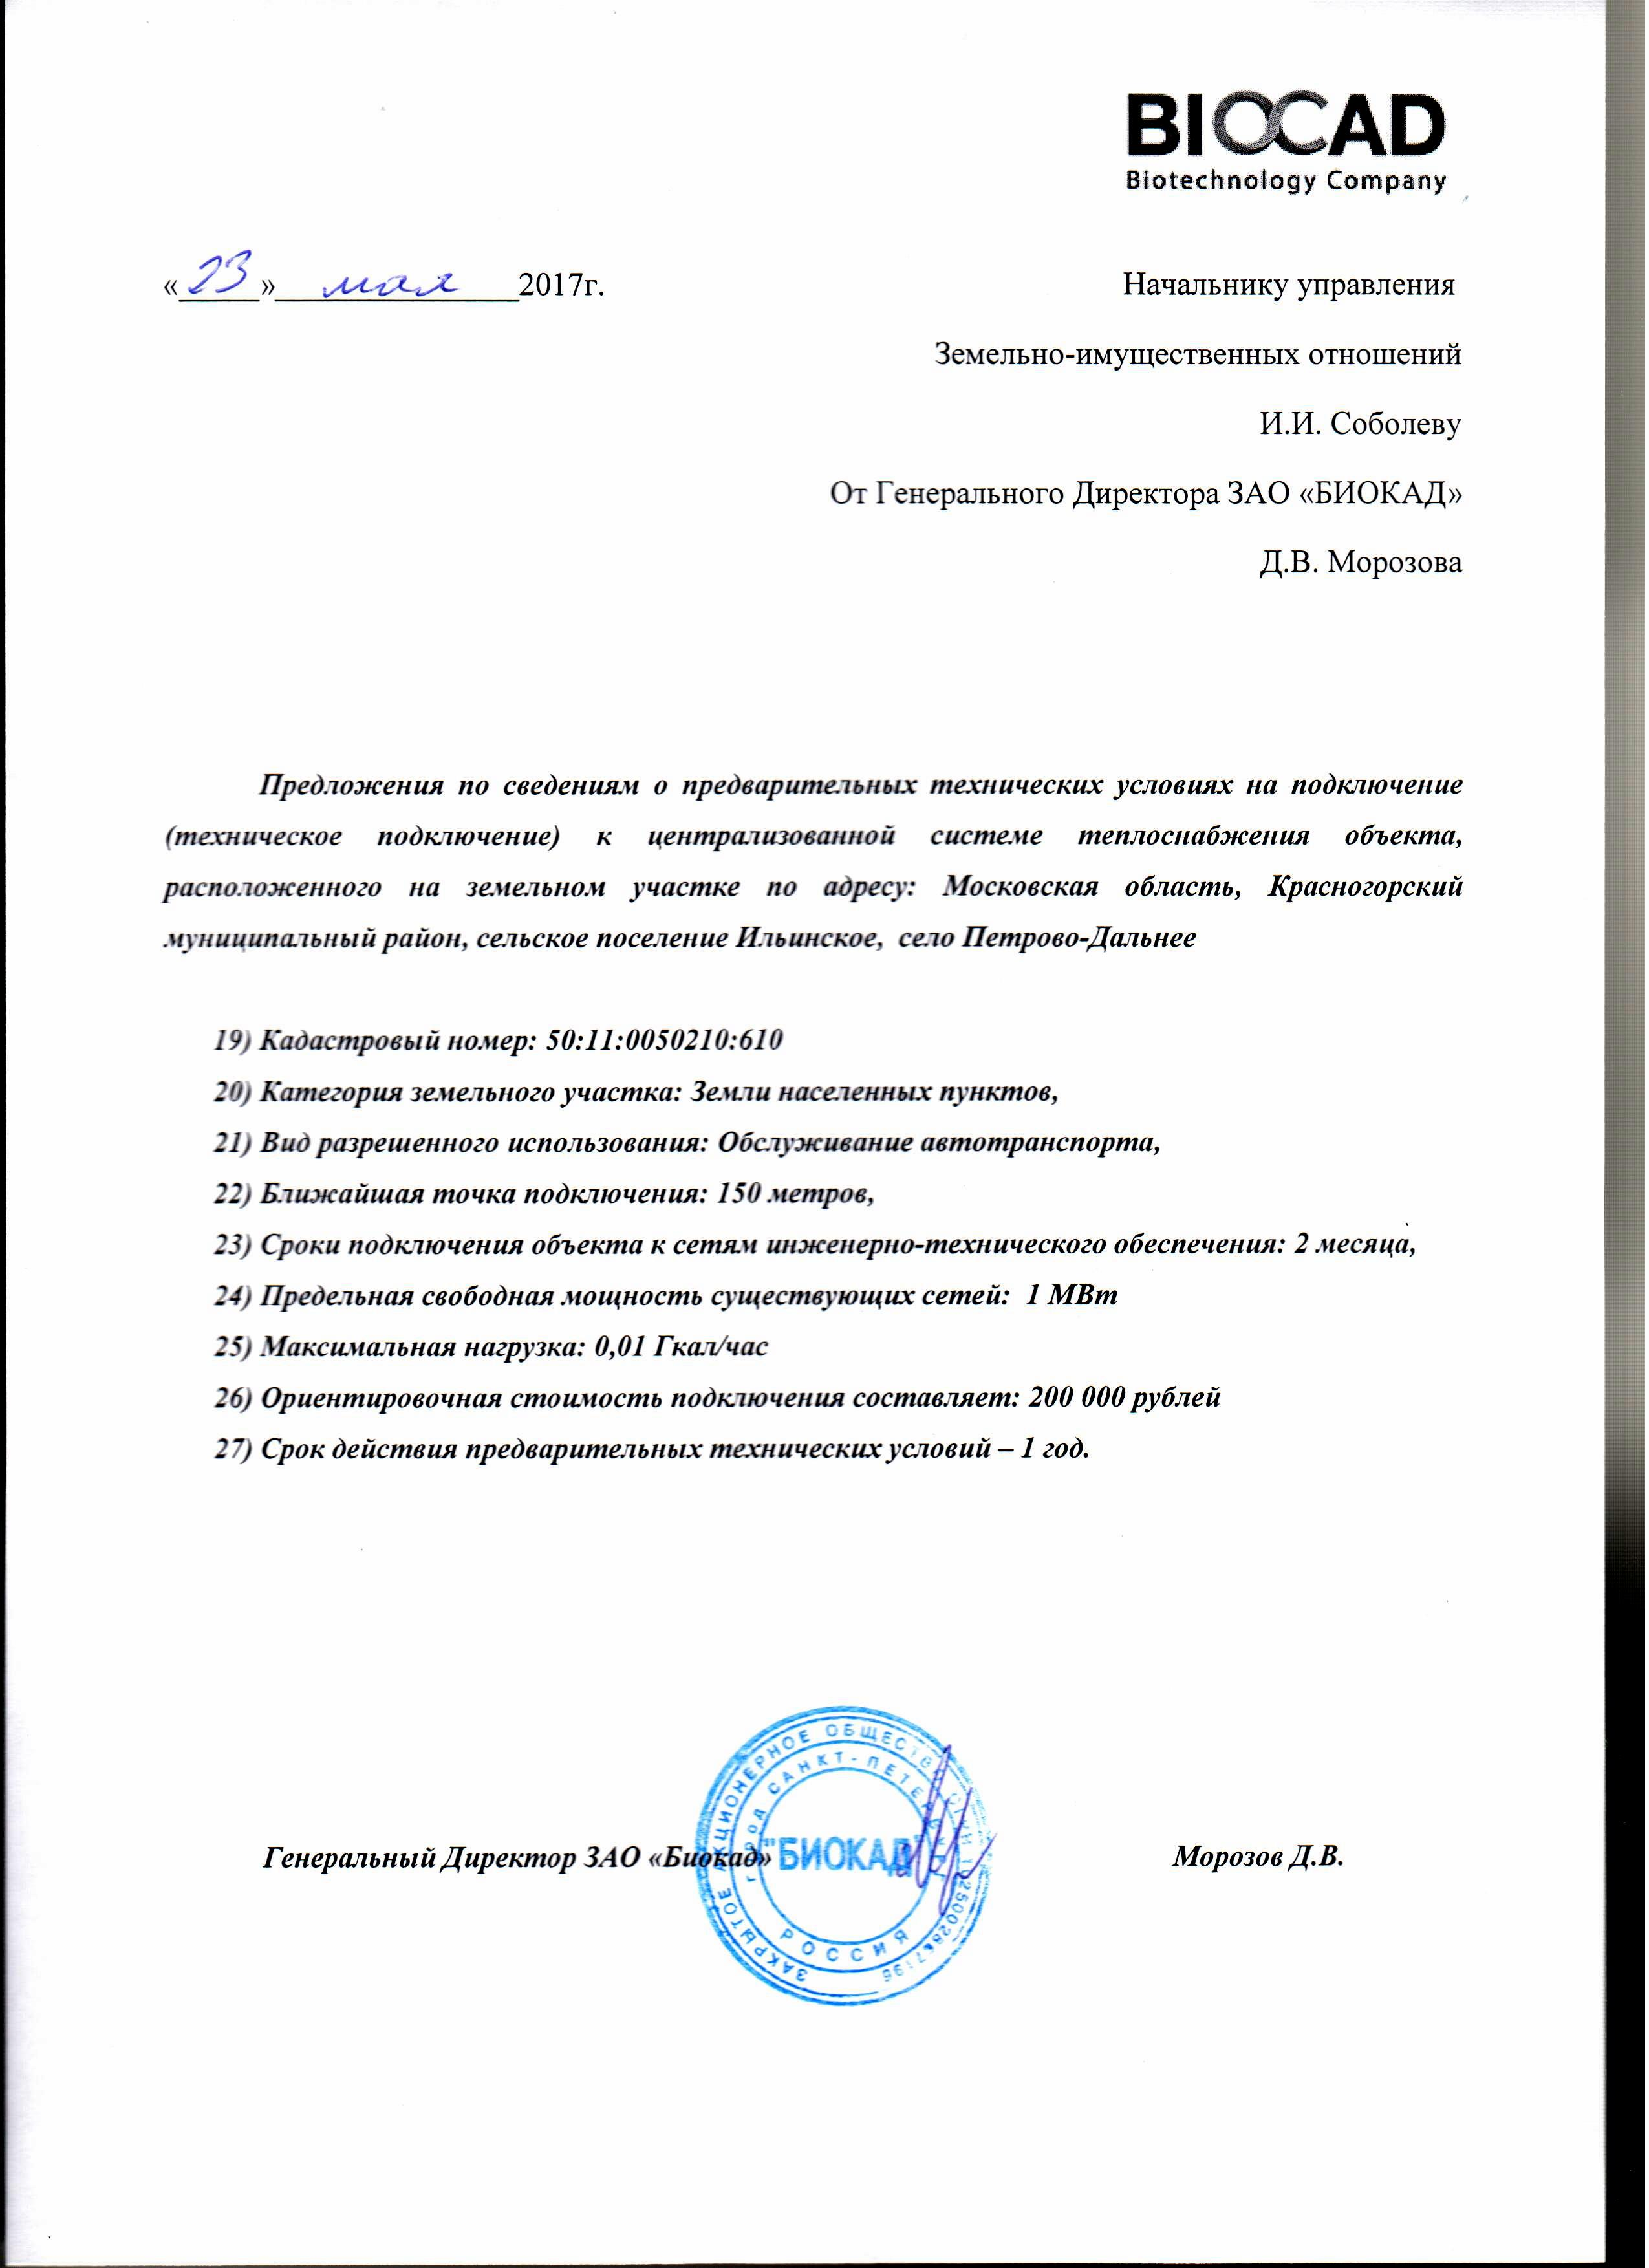 BIOCAD
Biotechnology Company
«23» мая 2017г.
Начальнику управления
Земельно-имущественных отношений
И.И. Соболеву
От Генерального Директора ЗАО «БИОКАД»
Д.В. Морозова
Предложения по сведениям о предварительных технических условиях на подключение
(техническое подключение) к централизованной системе теплоснабжения объекта,
расположенного на земельном участке по адресу: Московская область, Красногорский
муниципальный район, сельское поселение Ильинское, село Петрово-Дальнее
19) Кадастровый номер: 50:11:0050210:610
20) Категория земельного участка: Земли населенных пунктов,
21) Вид разрешенного использования: Обслуживание автотранспорта,
22) Ближайшая точка подключения: 150 метров,
23) Сроки подключения объекта к сетям инженерно-технического обеспечения: 2 месяца,
24) Предельная свободная мощность существующих сетей: 1 МВт
25) Максимальная нагрузка: 0,01 Гкал/час
26) Ориентировочная стоимость подключения составляет: 200 000 рублей
27) Срок действия предварительных технических условий – 1 год.
Генеральный Директор ЗАО «Биокад»
Морозов Д.В.
ЗАКРЫТОЕ АКЦИОНЕРНОЕ ОБЩЕСТВО
ГОРОД САНКТ-ПЕТЕРБУРГ
"БИОКАД"
РОССИЯ